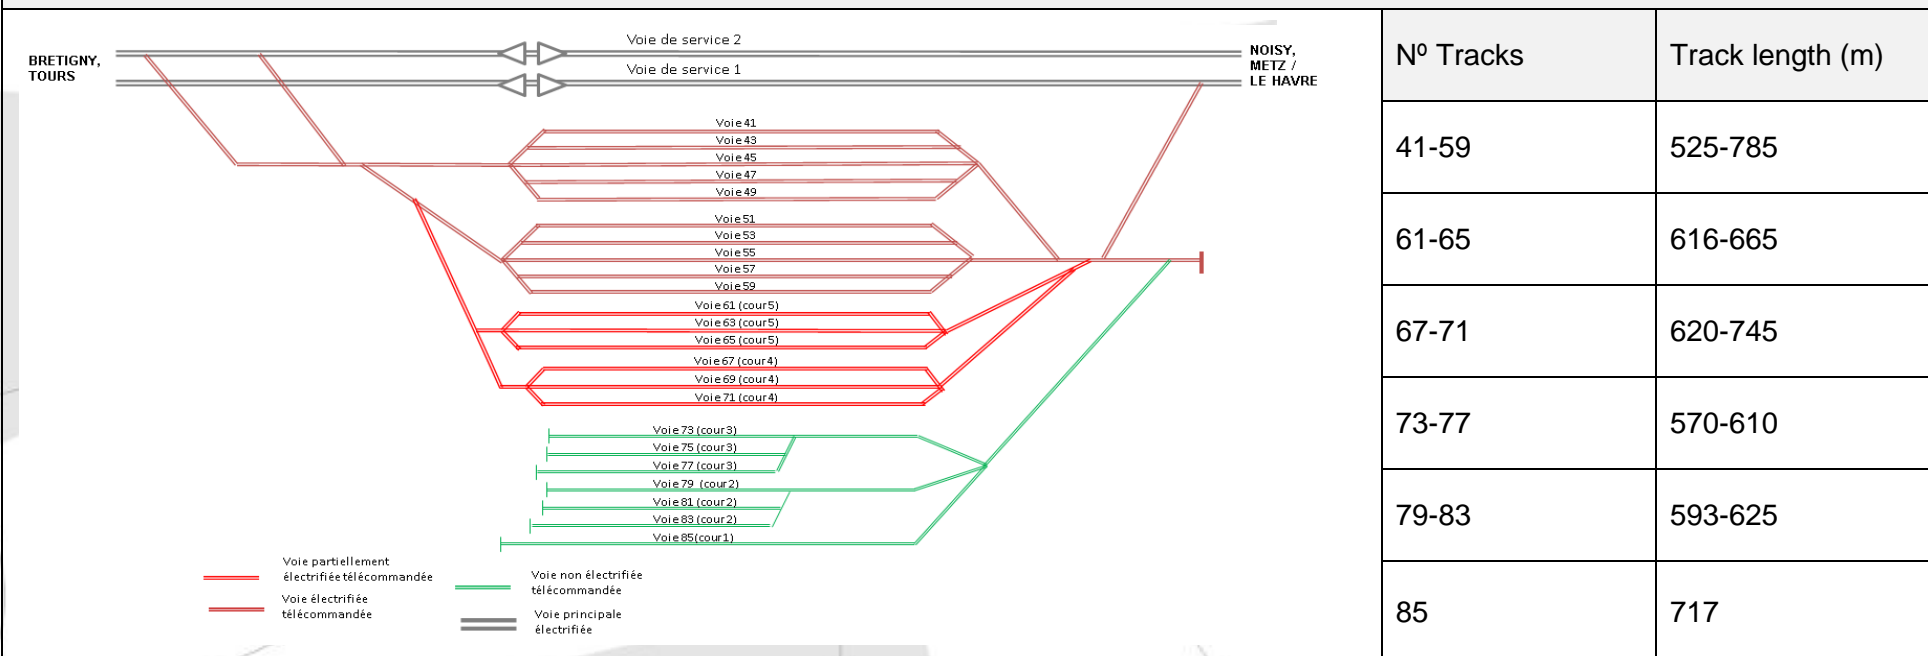 Voie de service 2
BRETIGNY,
TOURS
NOISY,
METZ /
LE HAVRE
Voie de service 1
Voie 41
Voie 43
Voie 45
Voie 47
Voie 49
Voie 51
Voie 53
Voie 55
Voie 57
Voie 59
Voie 61 (cour5)
Voie 63 (cour5)
Voie 65 (cour5)
Voie 67 (cour4)
Voie 69 (cour4)
Voie 71 (cour4)
Voie 73 (cour3)
Voie 75 (cour3)
Voie 77 (cour3)
Voie 79 (cour2)
Voie 81 (cour2)
Voie 83 (cour2)
Voie 85(cour1)
Voie partiellement
électrifiée télécommandée
Voie électrifiée
télécommandée
Voie non électrifiée
télécommandée
Voie principale
électrifiée
Nº Tracks Track length (m)
41-59 525-785
61-65 616-665
67-71 620-745
73-77 570-610
79-83 593-625
85 717